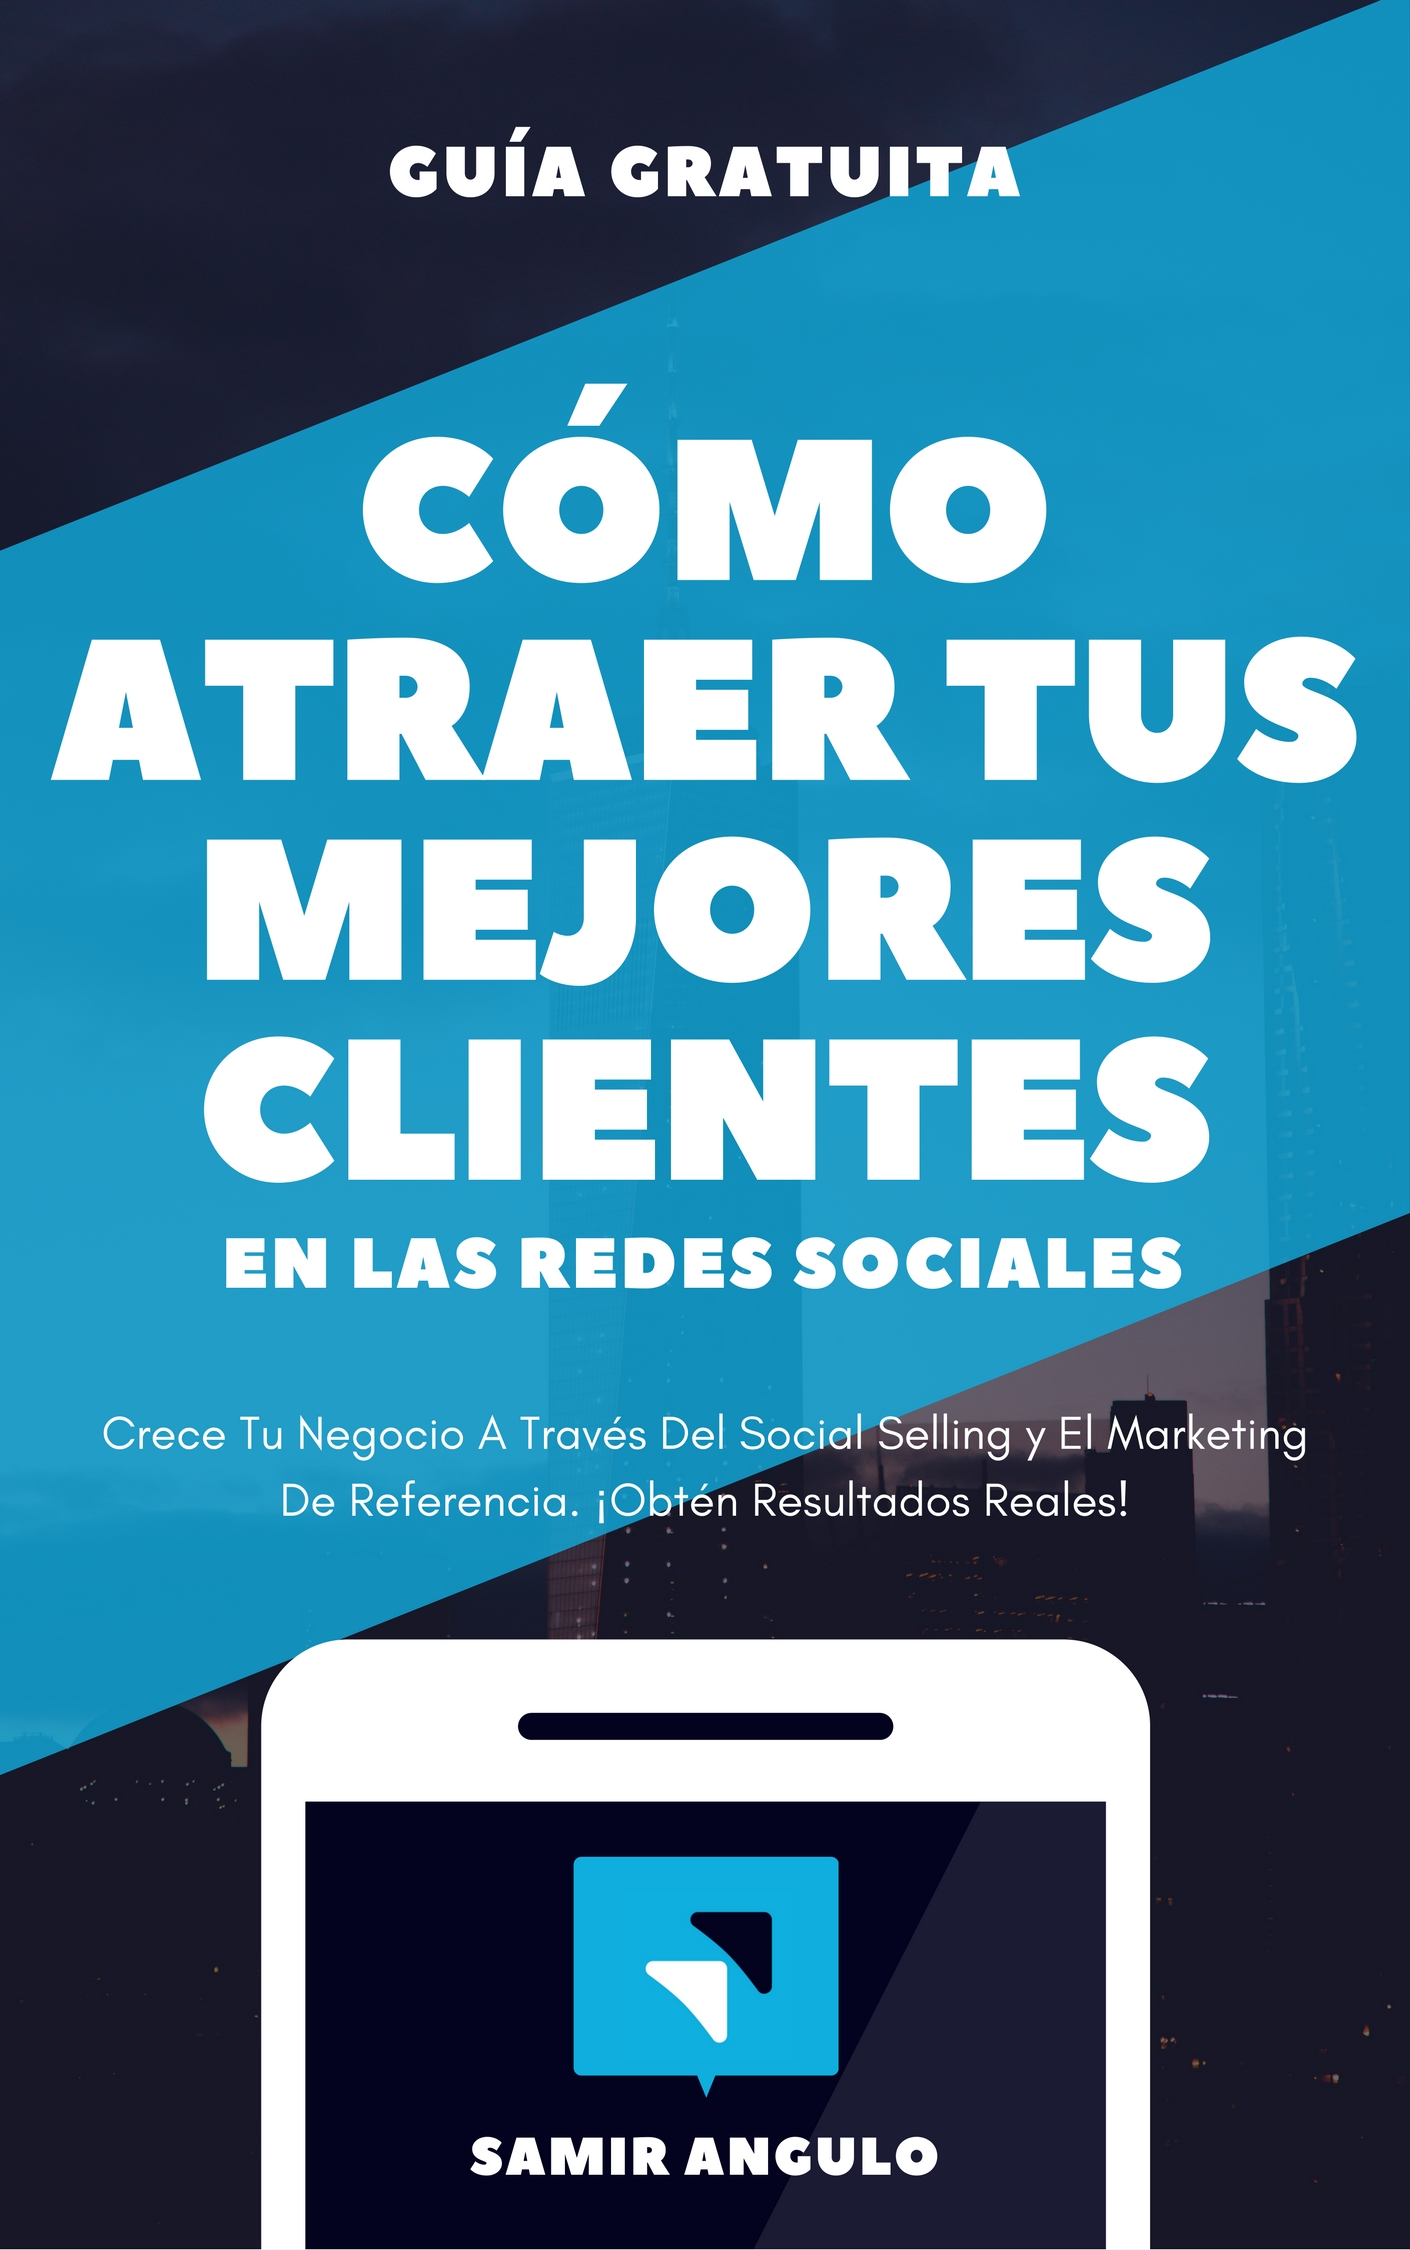 GUÍA GRATUITA
CÓMO
ATRAER TUS
MEJORES
CLIENTES
EN LAS REDES SOCIALES
Crece Tu Negocio A Través Del Social Selling y El Marketing
De Referencia. ¡Obtén Resultados Reales!
SAMIR ANGULO